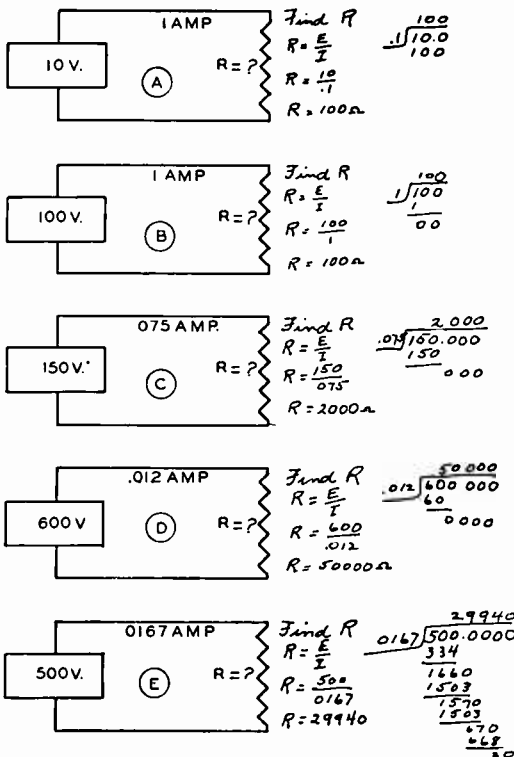 1 AMP
10 V.
R = ?
A
Find R
R = E/I
R = 10/.1
R = 100Ω
100
.1 10.0
100
1 AMP
100 V.
R = ?
B
Find R
R = E/I
R = 100/1
R = 100Ω
100
1 100
1
00
075 AMP.
150 V.
R = ?
C
Find R
R = E/I
R = 150/075
R = 2000Ω
2 000
.075 150.000
150
000
.012 AMP
600 V
R = ?
D
Find R
R = E/I
R = 600/.012
R = 50000Ω
50 000
.012 600 000
60
0000
0167 AMP
500 V.
R = ?
E
Find R
R = E/I
R = 500/0167
R = 29940
29940
0167 500.0000
334
1660
1503
1570
1503
670
668